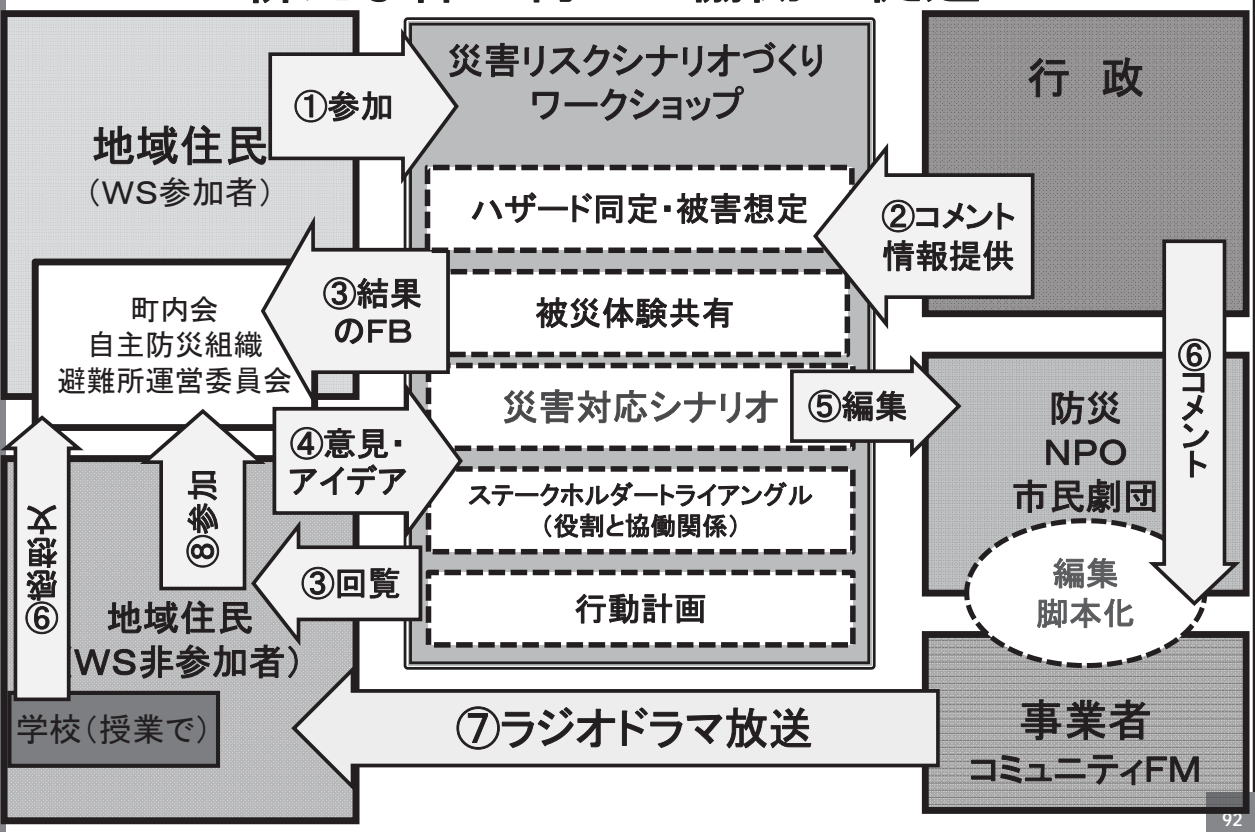 行 政
災害リスクシナリオづくり
ワークショップ
①参加
地域住民
（WS参加者）
ハザード同定・被害想定
②コメント
情報提供
③結果
のFB
被災体験共有
町内会
自主防災組織
避難所運営委員会
⑥コメント
災害対応シナリオ
⑤編集
防災
NPO
市民劇団
④意見・
アイデア
ステークホルダートライアングル
（役割と協働関係）
⑧参加
⑨感想文
③回覧
行動計画
編集
脚本化
地域住民
（WS非参加者）
学校（授業で）
⑦ラジオドラマ放送
事業者
コミュニティFM
92